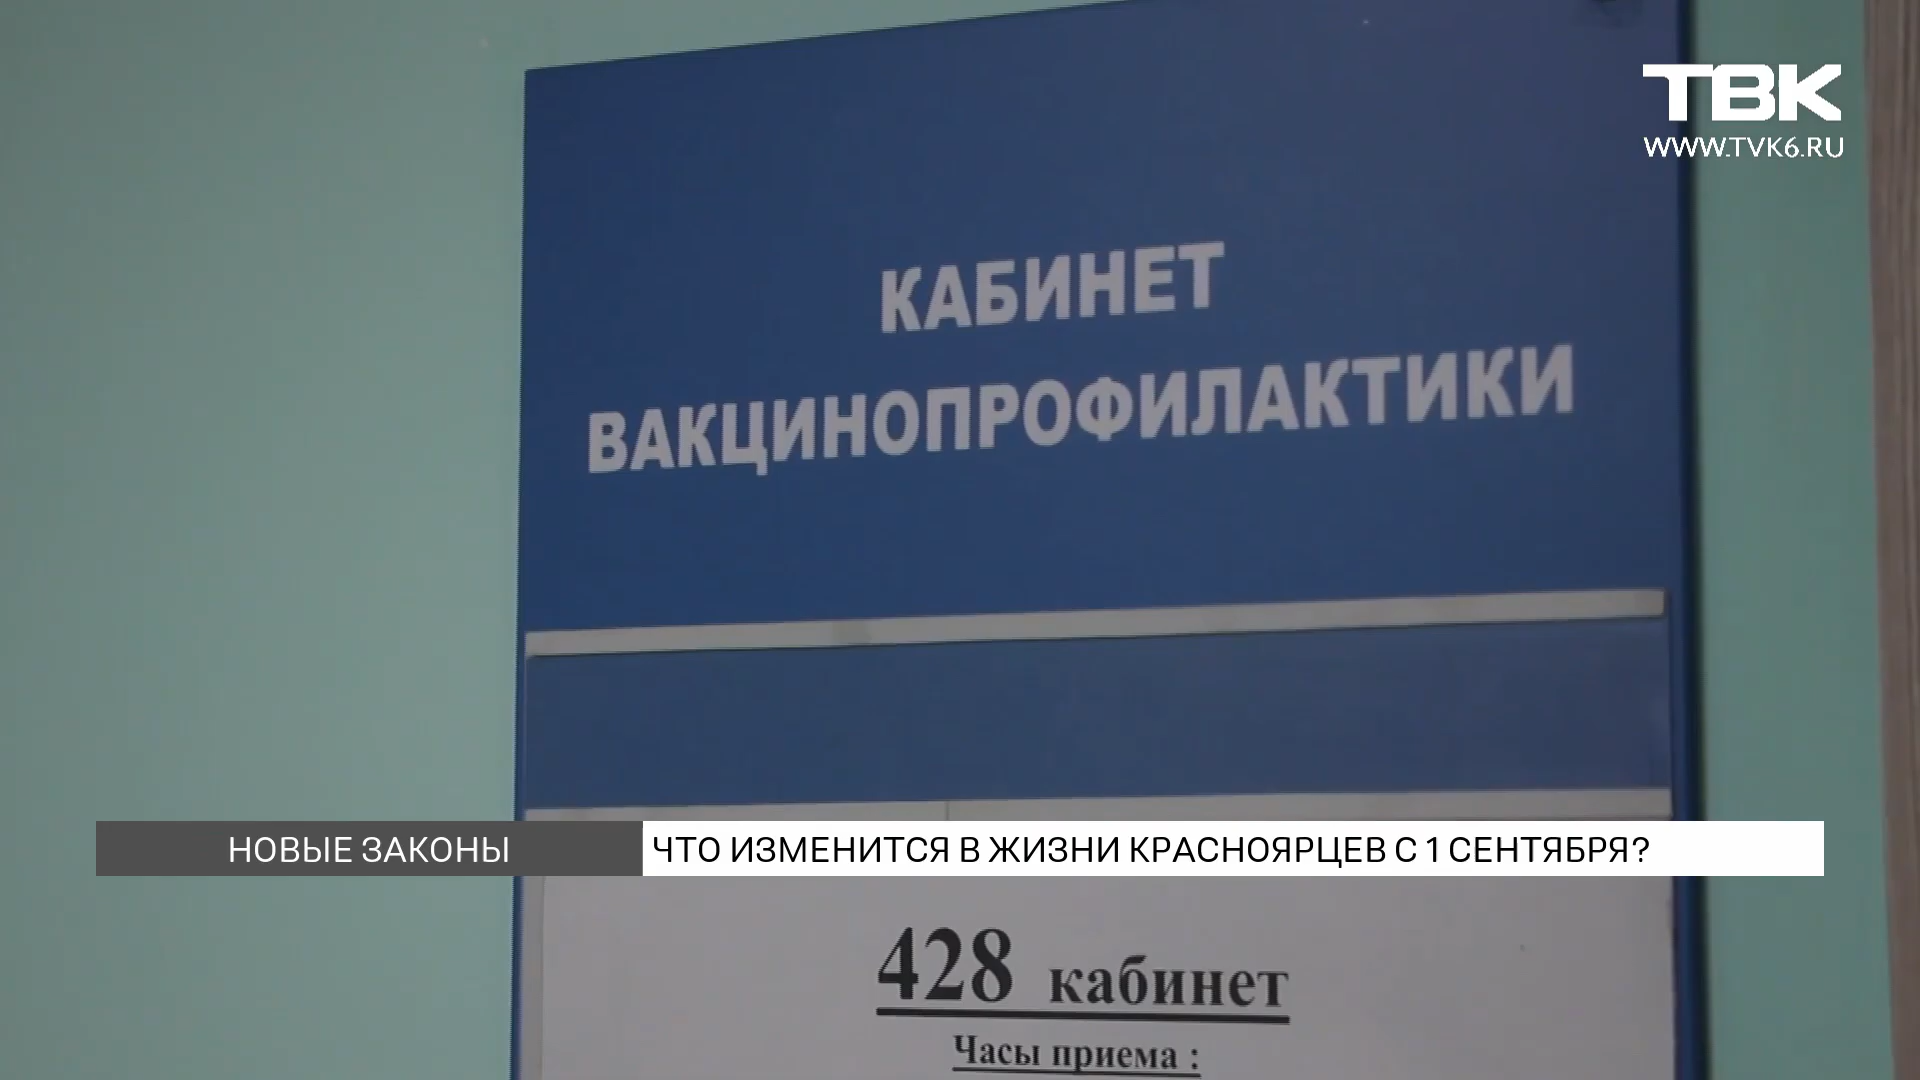 ТВК
WWW.TVK6.RU
КАБИНЕТ
ВАКЦИНОПРОФИЛАКТИКИ
НОВЫЕ ЗАКОНЫ
ЧТО ИЗМЕНИТСЯ В ЖИЗНИ КРАСНОЯРЦЕВ С 1 СЕНТЯБРЯ?
428 кабинет
Часы приема :